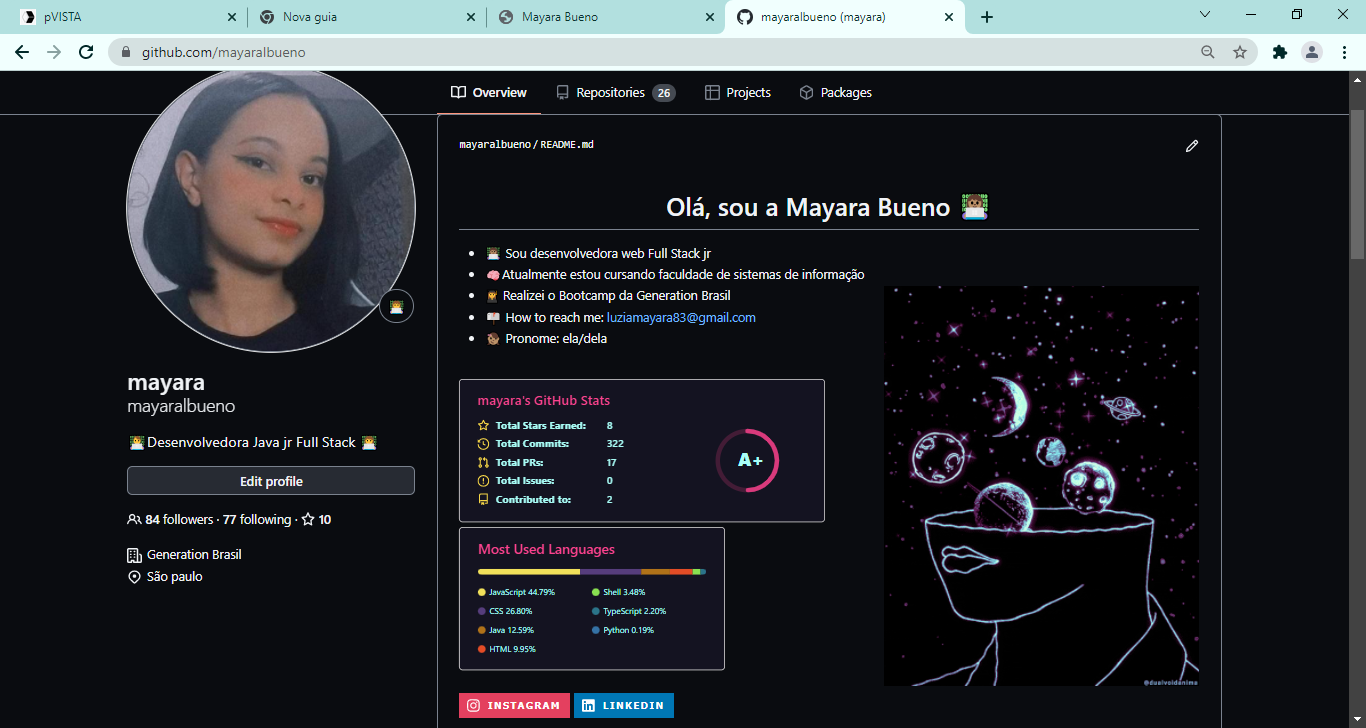 pVISTA
Nova guia
Mayara Bueno
mayaralbueno (mayara)
github.com/mayaralbueno
Overview
Repositories 26
Projects
Packages
mayaralbueno/README.md
Olá, sou a Mayara Bueno
Sou desenvolvedora web Full Stack jr
Atualmente estou cursando faculdade de sistemas de informação
Realizei o Bootcamp da Generation Brasil
How to reach me: luziamayara83@gmail.com
Pronome: ela/dela
mayara
mayaralbueno
Desenvolvedora Java jr Full Stack
Edit profile
84 followers · 77 following · 10
Generation Brasil
São paulo
mayara's GitHub Stats
Total Stars Earned: 8
Total Commits: 322
Total PRs: 17
Total Issues: 0
Contributed to: 2
A+
Most Used Languages
JavaScript 44.79%
CSS 26.80%
Java 12.59%
HTML 9.95%
Shell 3.48%
TypeScript 2.20%
Python 0.19%
@dualvoidanima
INSTAGRAM
LINKEDIN